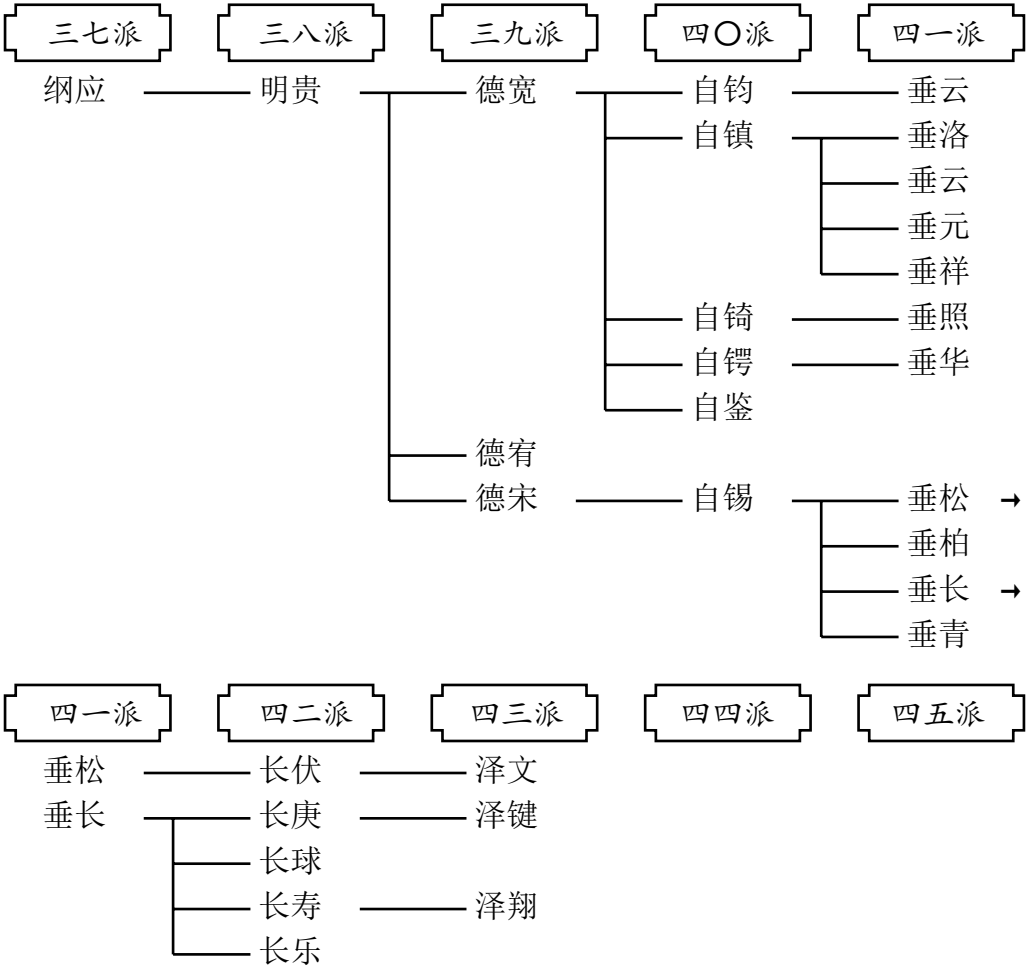 三七派 三八派 三九派 四〇派 四一派
纲应 明贵 德宽 自钧 垂云
自镇 垂洛
垂云
垂元
垂祥
自锜 垂照
自锷 垂华
自鉴
德宥
德宋 自锡 垂松 →
垂柏
垂长 →
垂青
四一派 四二派 四三派 四四派 四五派
垂松 长伏 泽文
垂长 长庚 泽键
长球
长寿 泽翔
长乐